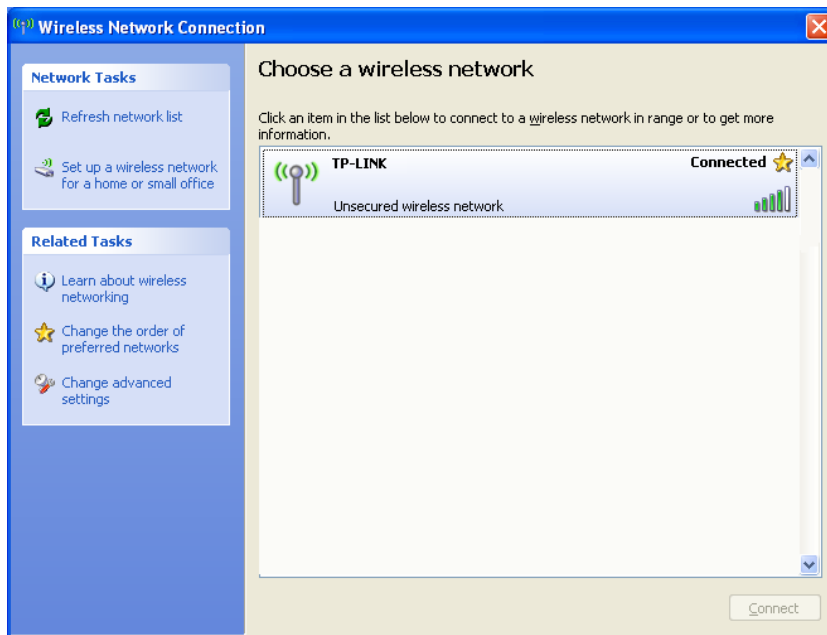 Wireless Network Connection
Network Tasks
Refresh network list
Set up a wireless network
for a home or small office
Related Tasks
Learn about wireless
networking
Change the order of
preferred networks
Change advanced
settings
Choose a wireless network
Click an item in the list below to connect to a wireless network in range or to get more
information.
TP-LINK Connected
Unsecured wireless network
Connect